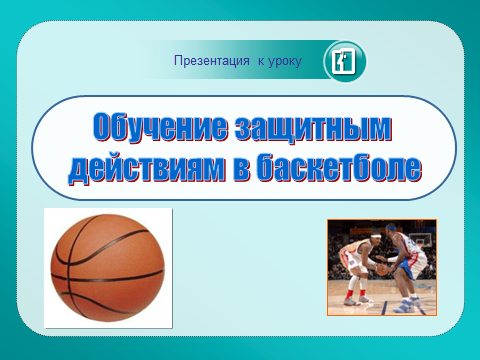 Презентация к уроку
Обучение защитным
действиям в баскетболе